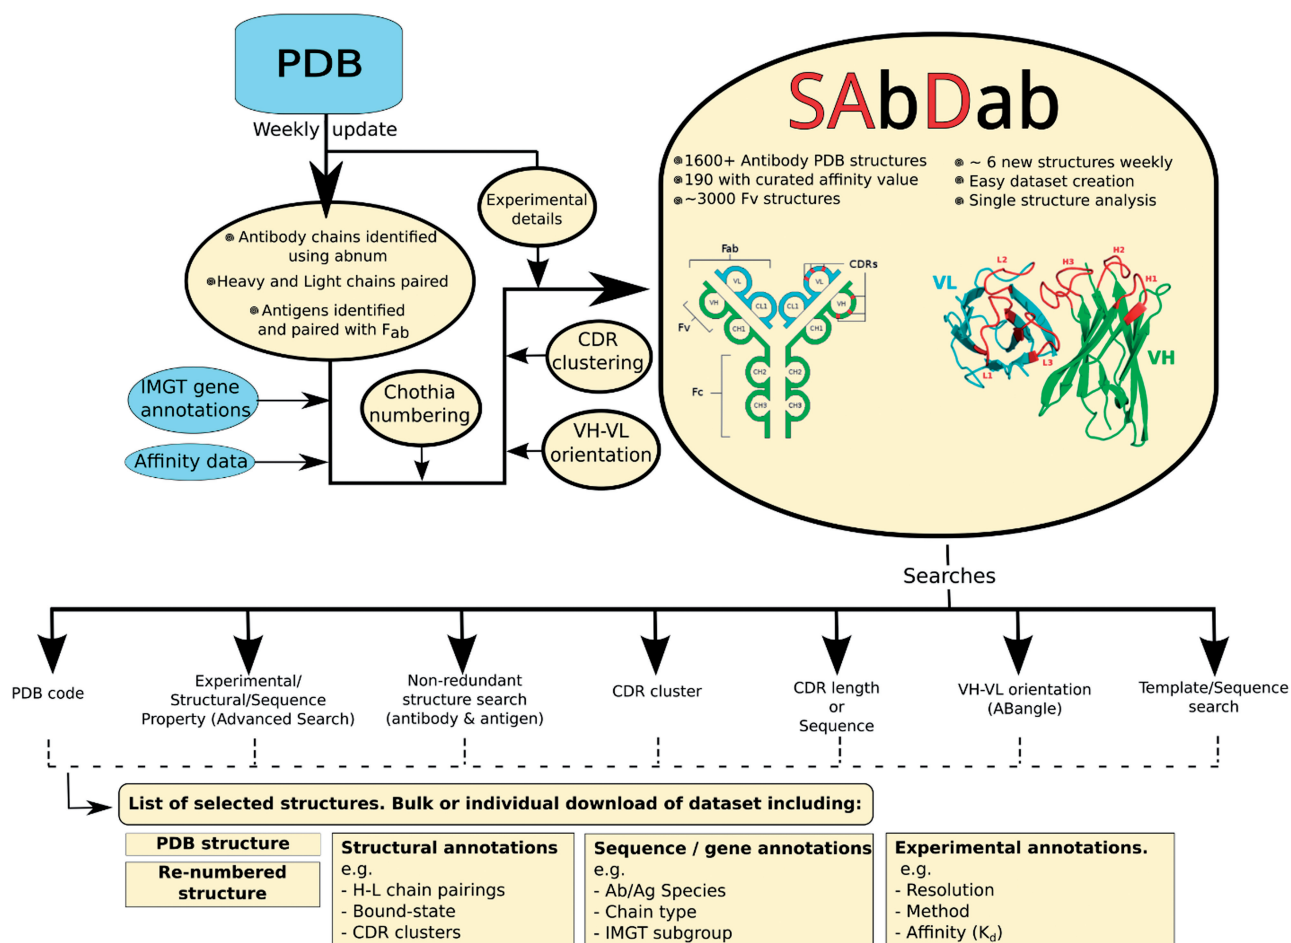 PDB
Weekly update
Antibody chains identified
using abnum
Heavy and Light chains paired
Antigens identified
and paired with Fab
Experimental
details
IMGT gene
annotations
Affinity data
Chothia
numbering
CDR
clustering
VH-VL
orientation
SAbDab
1600+ Antibody PDB structures
190 with curated affinity value
~3000 Fv structures
~ 6 new structures weekly
Easy dataset creation
Single structure analysis
Fab
CDRs
VL
VL
VH
CL1
CL1
VH
Fv
CH1
CH1
Fc
CH2
CH2
CH3
CH3
VL
L2
H3
H2
H1
L1
L3
VH
Searches
PDB code
Experimental/
Structural/Sequence
Property (Advanced Search)
Non-redundant
structure search
(antibody & antigen)
CDR cluster
CDR length
or
Sequence
VH-VL orientation
(ABangle)
Template/Sequence
search
List of selected structures. Bulk or individual download of dataset including:
PDB structure
Re-numbered
structure
Structural annotations
e.g.
- H-L chain pairings
- Bound-state
- CDR clusters
Sequence / gene annotations
e.g.
- Ab/Ag Species
- Chain type
- IMGT subgroup
Experimental annotations.
e.g.
- Resolution
- Method
- Affinity (Kd)